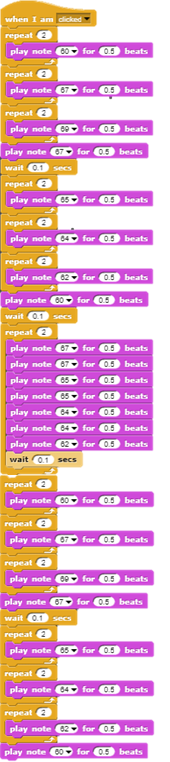 when I am clicked
repeat 2
play note 60 for 0.5 beats
repeat 2
play note 67 for 0.5 beats
repeat 2
play note 69 for 0.5 beats
play note 67 for 0.5 beats
wait 0.1 secs
repeat 2
play note 65 for 0.5 beats
repeat 2
play note 64 for 0.5 beats
repeat 2
play note 62 for 0.5 beats
play note 60 for 0.5 beats
wait 0.1 secs
repeat 2
play note 67 for 0.5 beats
play note 67 for 0.5 beats
play note 65 for 0.5 beats
play note 65 for 0.5 beats
play note 64 for 0.5 beats
play note 64 for 0.5 beats
play note 62 for 0.5 beats
wait 0.1 secs
repeat 2
play note 60 for 0.5 beats
repeat 2
play note 67 for 0.5 beats
repeat 2
play note 69 for 0.5 beats
play note 67 for 0.5 beats
wait 0.1 secs
repeat 2
play note 65 for 0.5 beats
repeat 2
play note 64 for 0.5 beats
repeat 2
play note 62 for 0.5 beats
play note 60 for 0.5 beats